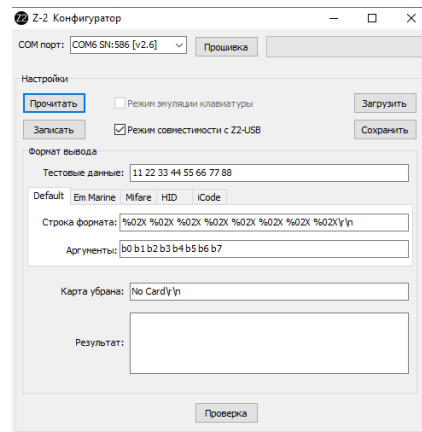 Z2 Z-2 Конфигуратор
COM порт: COM6 SN:586 [v2.6] Прошивка
Настройки
Прочитать Режим эмуляции клавиатуры Загрузить
Записать Режим совместимости с Z2-USB Сохранить
Формат вывода
Тестовые данные: 11 22 33 44 55 66 77 88
Default Em Marine Mifare HID iCode
Строка формата: %02X %02X %02X %02X %02X %02X %02X %02X\r\n
Аргументы: b0 b1 b2 b3 b4 b5 b6 b7
Карта убрана: No Card\r\n
Результат:
Проверка